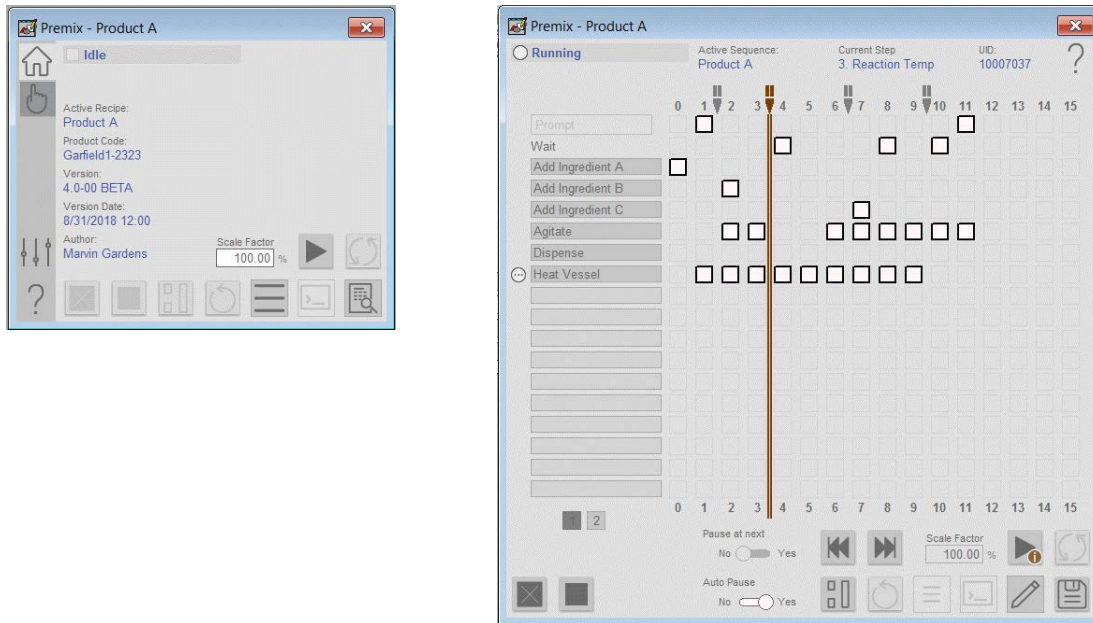 Premix - Product A
Idle
Active Recipe:
Product A
Product Code:
Garfield1-2323
Version:
4.0-00 BETA
Version Date:
8/31/2018 12:00
Author:
Marvin Gardens
Scale Factor
100.00 %
?
Premix - Product A
Running
Active Sequence:
Product A
Current Step
3. Reaction Temp
UID:
10007037
?
0 1 2 3 4 5 6 7 8 9 10 11 12 13 14 15
Prompt
Wait
Add Ingredient A
Add Ingredient B
Add Ingredient C
Agitate
Dispense
Heat Vessel
0 1 2 3 4 5 6 7 8 9 10 11 12 13 14 15
1 2
Pause at next
No Yes
Scale Factor
100.00 %
Auto Pause
No Yes